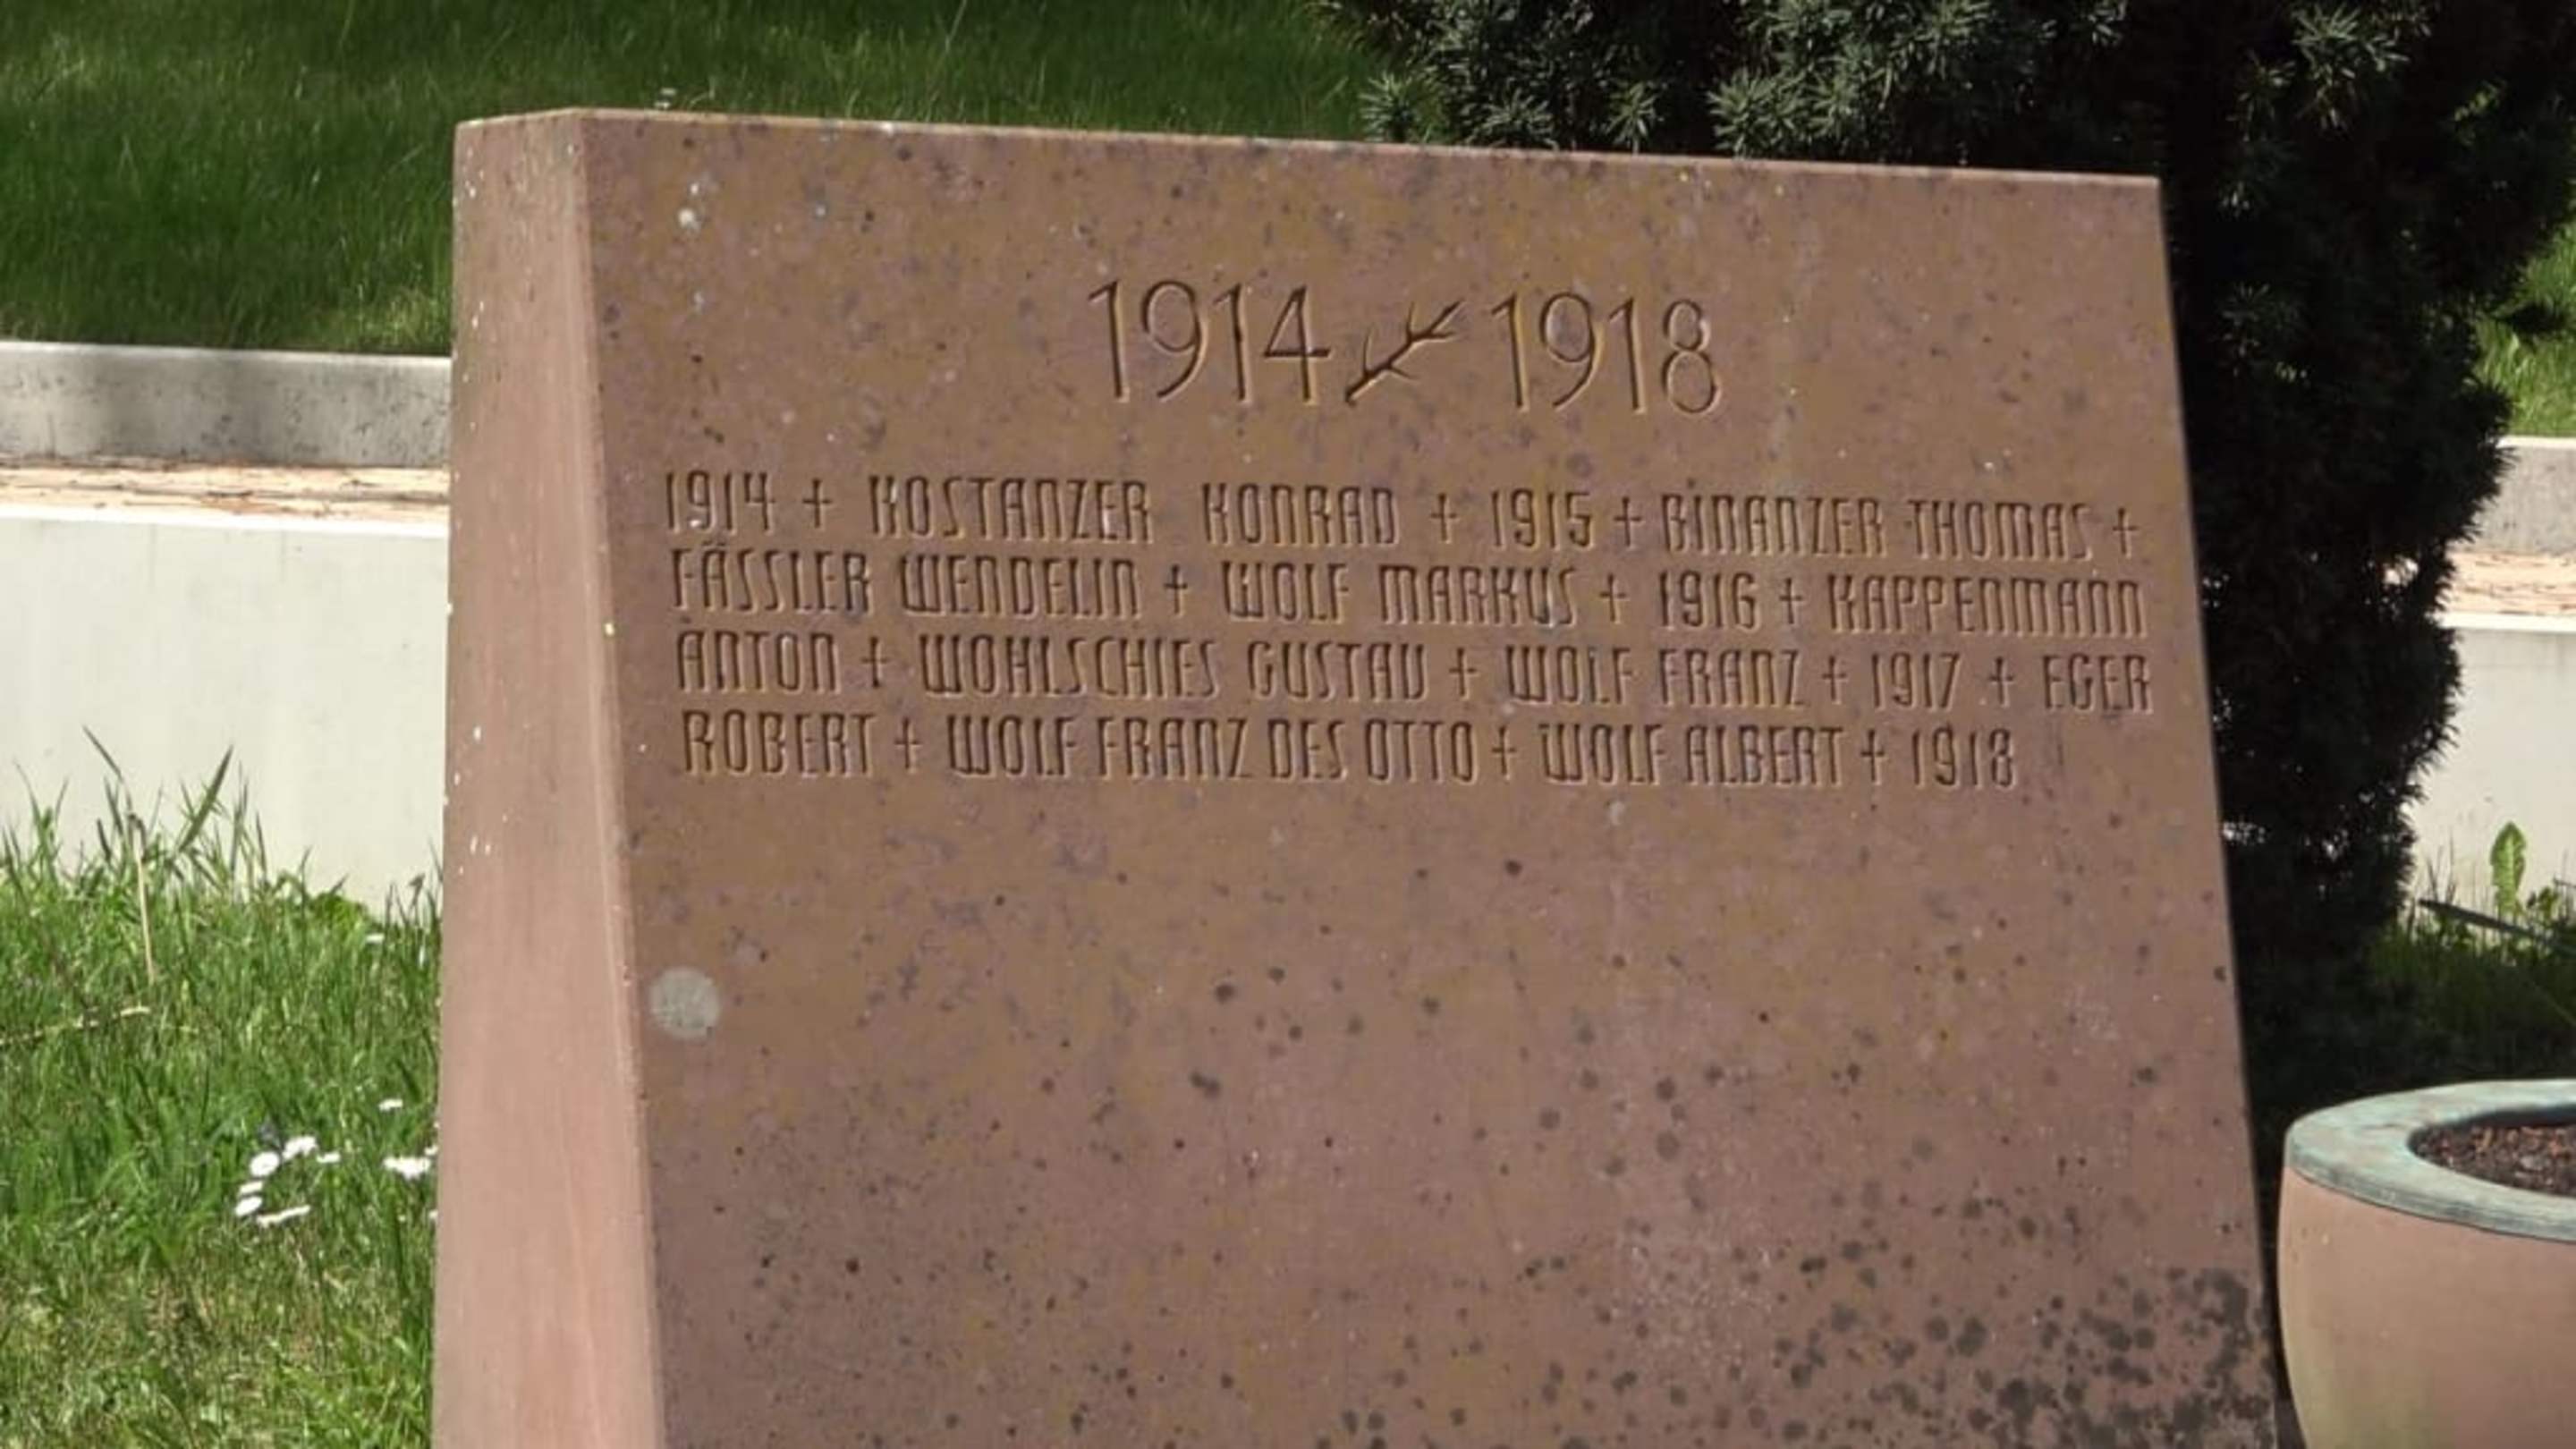 1914 1918
1914 + KOSTANZER KONRAD + 1915 + BINANZER THOMAS +
FÄSSLER WENDELIN + WOLF MARKUS + 1916 + KAPPENMANN
ANTON + WOHLSCHIES GUSTAV + WOLF FRANZ + 1917 + EGER
ROBERT + WOLF FRANZ DES OTTO + WOLF ALBERT + 1918